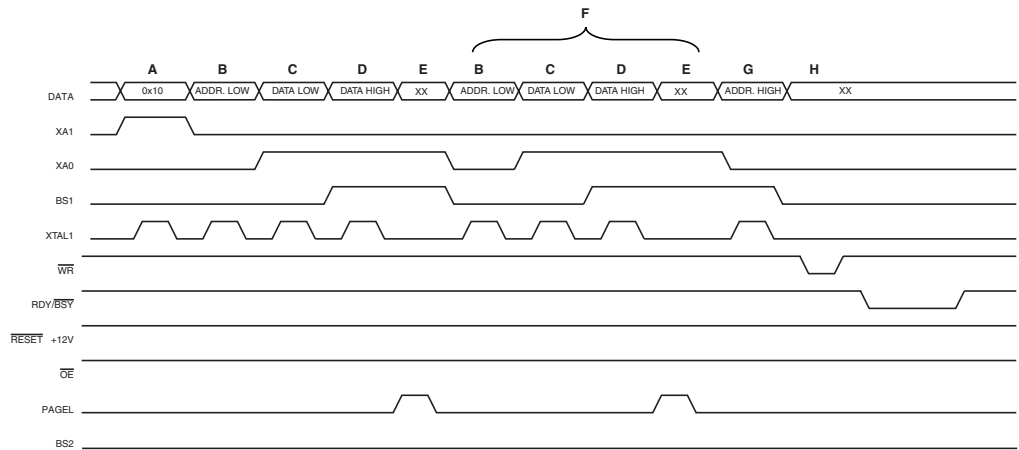 F
A B C D E B C D E G H
DATA 0x10 ADDR. LOW DATA LOW DATA HIGH XX ADDR. LOW DATA LOW DATA HIGH XX ADDR. HIGH XX
XA1
XA0
BS1
XTAL1
WR
RDY/BSY
RESET +12V
OE
PAGEL
BS2